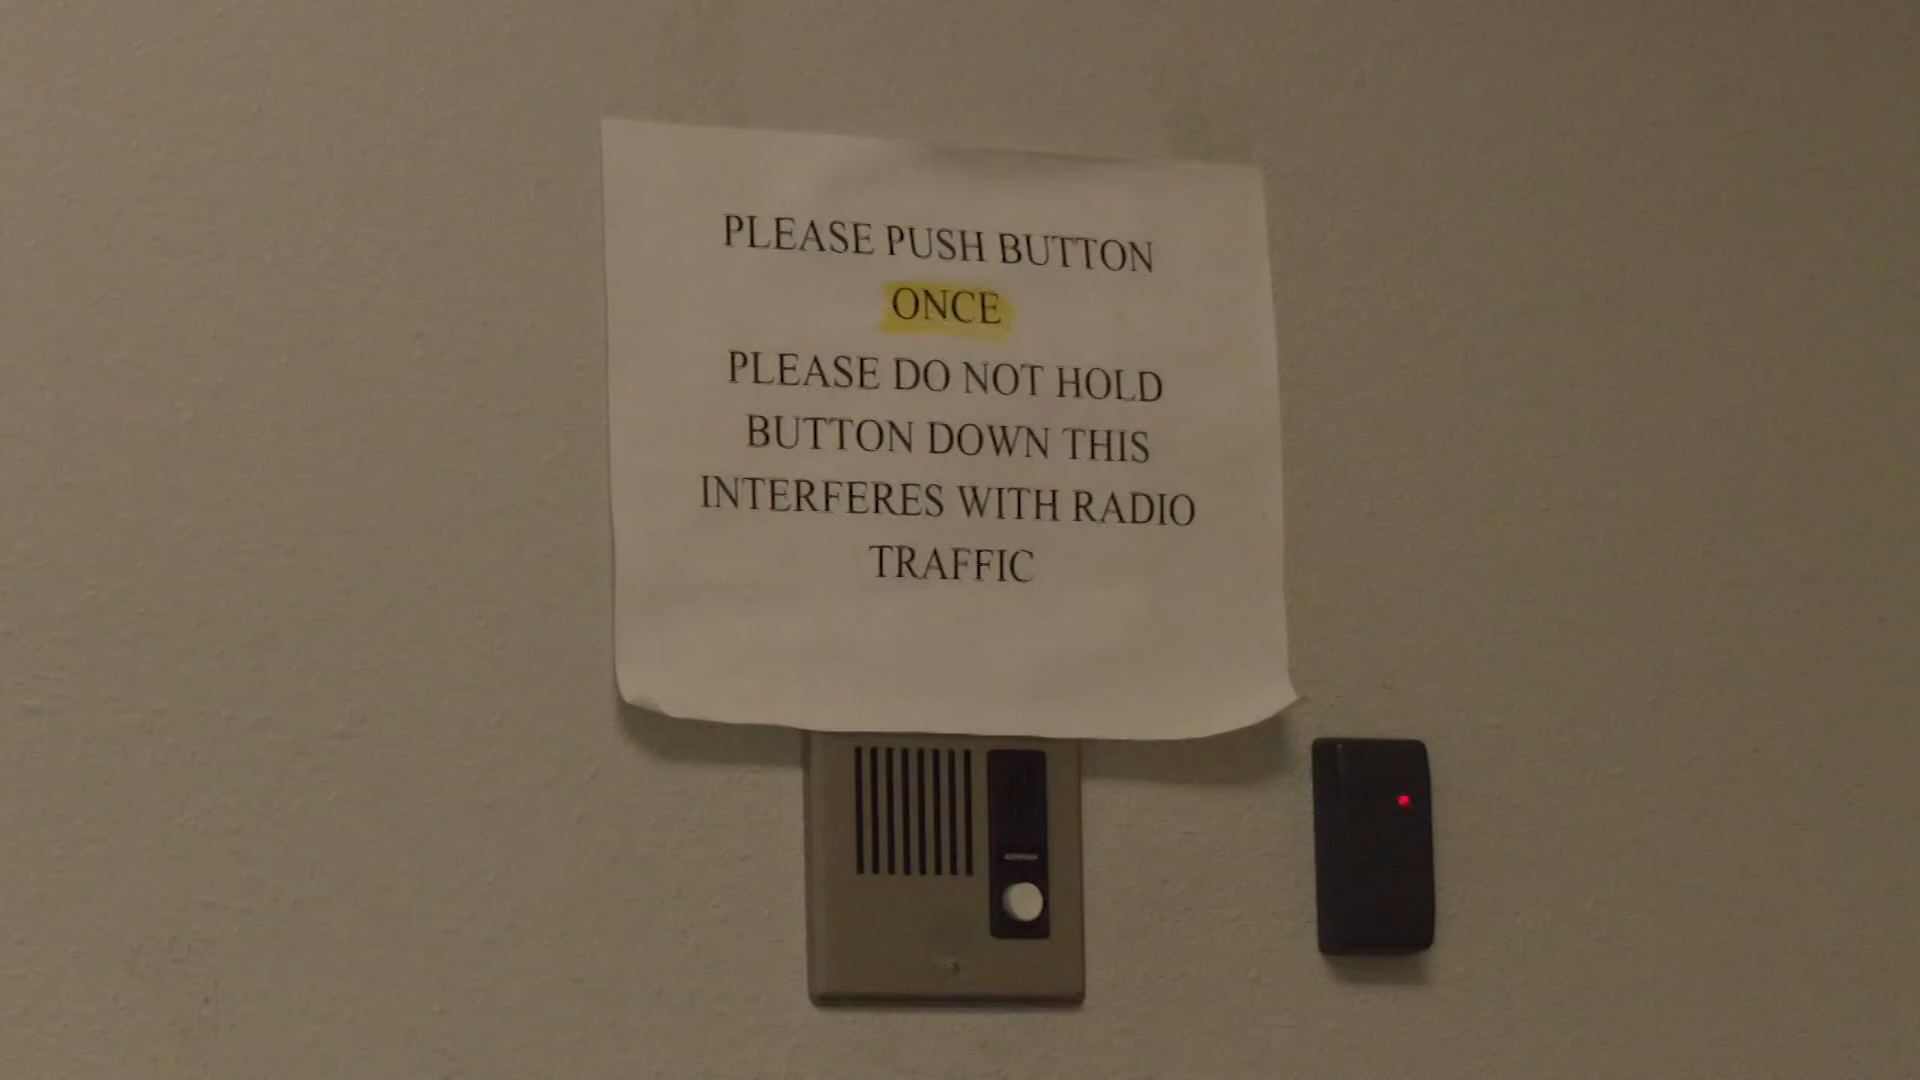 PLEASE PUSH BUTTON
ONCE
PLEASE DO NOT HOLD
BUTTON DOWN THIS
INTERFERES WITH RADIO
TRAFFIC